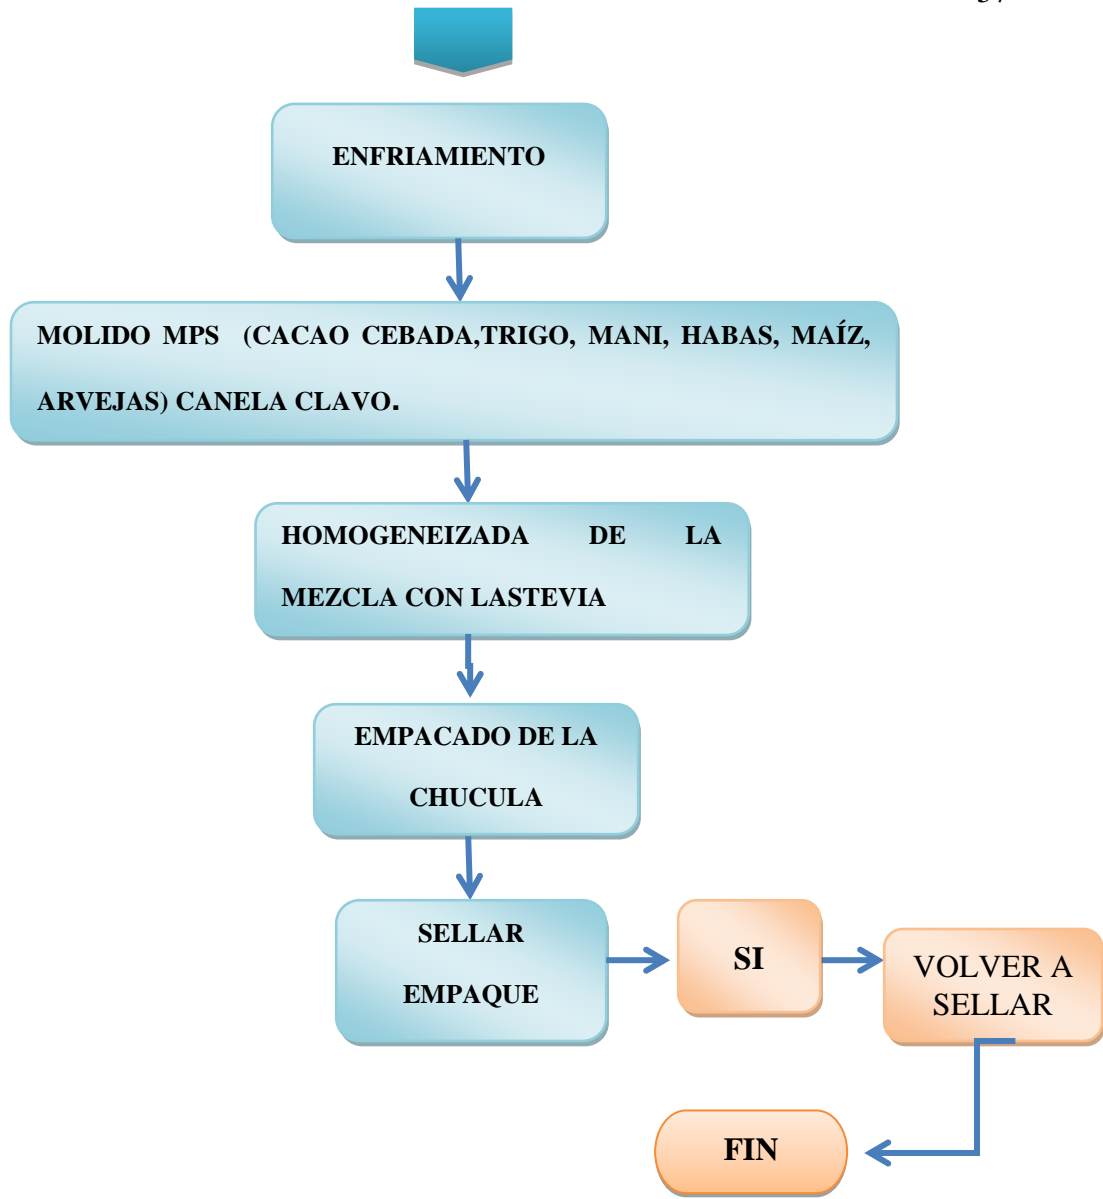 ENFRIAMIENTO
MOLIDO MPS (CACAO CEBADA,TRIGO, MANI, HABAS, MAÍZ,
ARVEJAS) CANELA CLAVO.
HOMOGENEIZADA DE LA
MEZCLA CON LASTEVIA
EMPACADO DE LA
CHUCULA
SELLAR
EMPAQUE
SI
VOLVER A
SELLAR
FIN